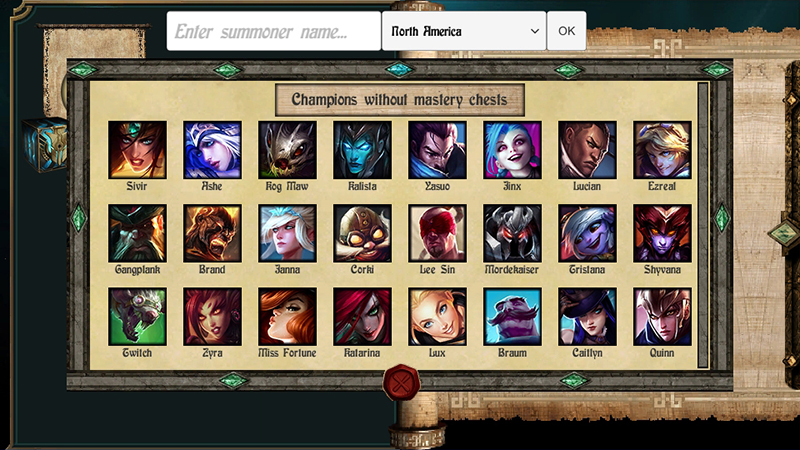 Enter summoner name...
North America
OK
Champions without mastery chests
Sivir
Ashe
Kog Maw
Kalista
Yasuo
Jinx
Lucian
Ezreal
Gangplank
Brand
Janna
Corki
Lee Sin
Mordekaiser
Tristana
Shyvana
Twitch
Zyra
Miss Fortune
Katarina
Lux
Braum
Caitlyn
Quinn